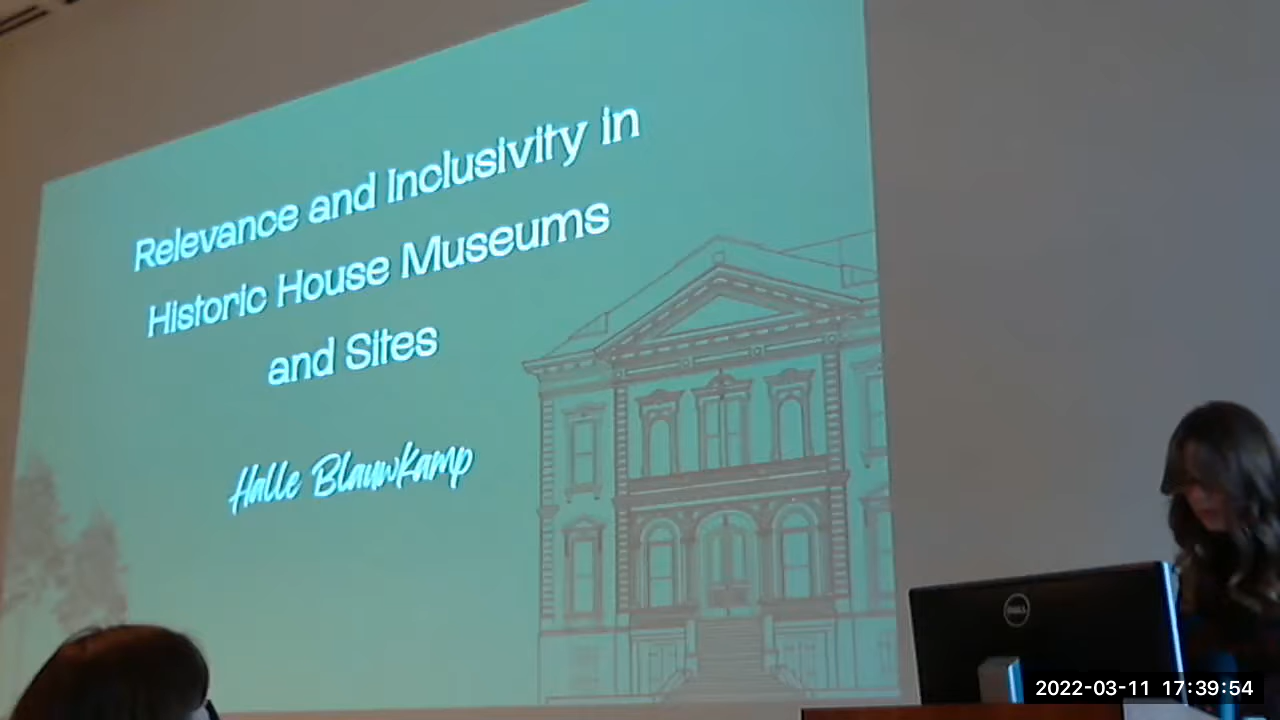 Relevance and Inclusivity in
Historic House Museums
and Sites
Halle Blauwkamp
DELL
2022-03-11 17:39:54